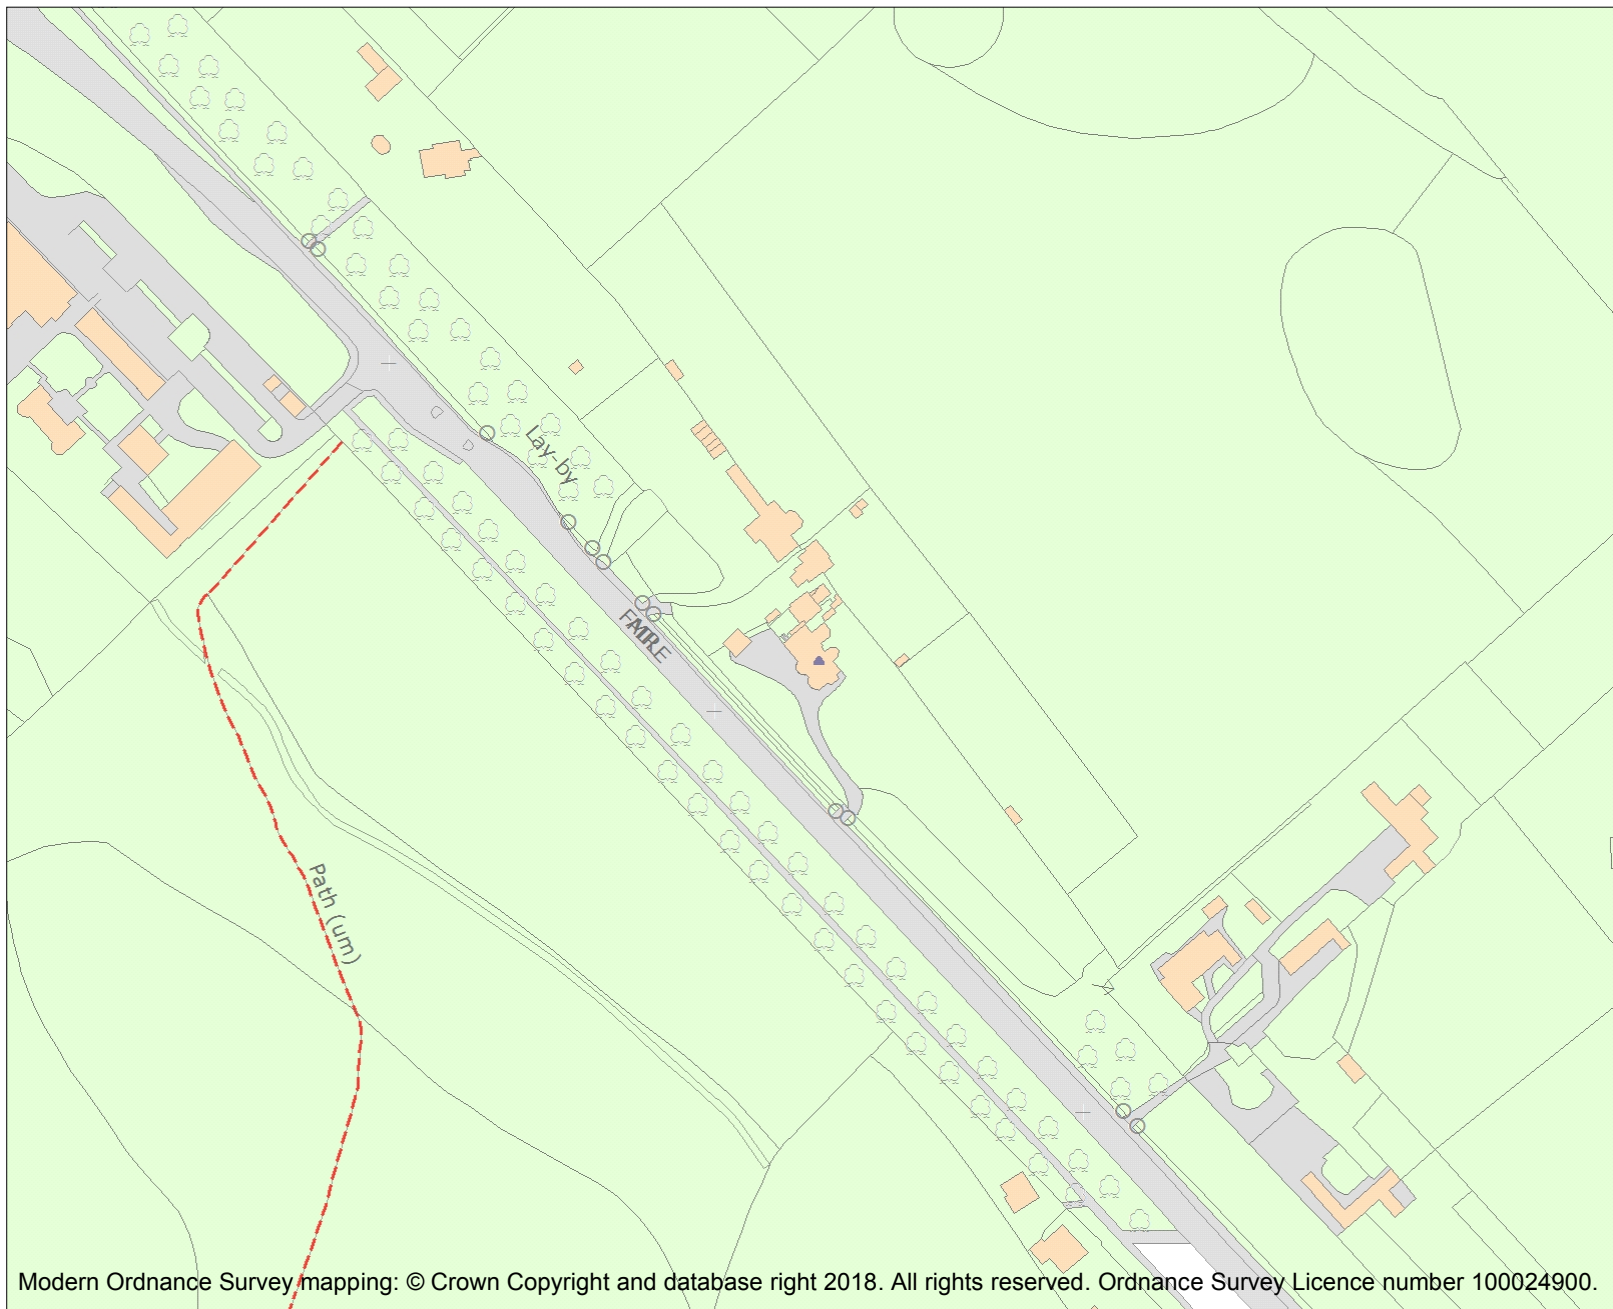 Lay-by
Path (um)
Modern Ordnance Survey mapping: © Crown Copyright and database right 2018. All rights reserved. Ordnance Survey Licence number 100024900.